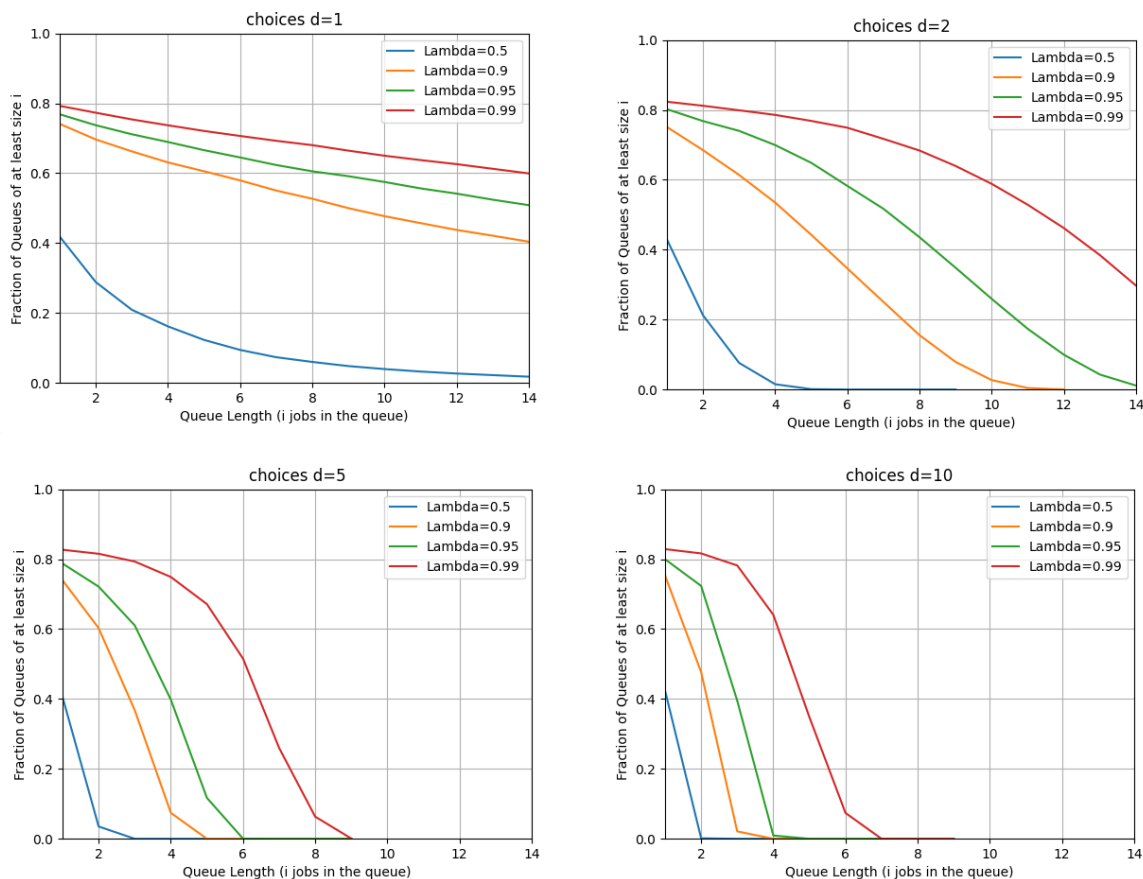 choices d=1
Fraction of Queues of at least size i
1.0
0.8
0.6
0.4
0.2
0.0
Lambda=0.5
Lambda=0.9
Lambda=0.95
Lambda=0.99
2 4 6 8 10 12 14
Queue Length (i jobs in the queue)
choices d=2
Fraction of Queues of at least size i
1.0
0.8
0.6
0.4
0.2
0.0
Lambda=0.5
Lambda=0.9
Lambda=0.95
Lambda=0.99
2 4 6 8 10 12 14
Queue Length (i jobs in the queue)
choices d=5
Fraction of Queues of at least size i
1.0
0.8
0.6
0.4
0.2
0.0
Lambda=0.5
Lambda=0.9
Lambda=0.95
Lambda=0.99
2 4 6 8 10 12 14
Queue Length (i jobs in the queue)
choices d=10
Fraction of Queues of at least size i
1.0
0.8
0.6
0.4
0.2
0.0
Lambda=0.5
Lambda=0.9
Lambda=0.95
Lambda=0.99
2 4 6 8 10 12 14
Queue Length (i jobs in the queue)